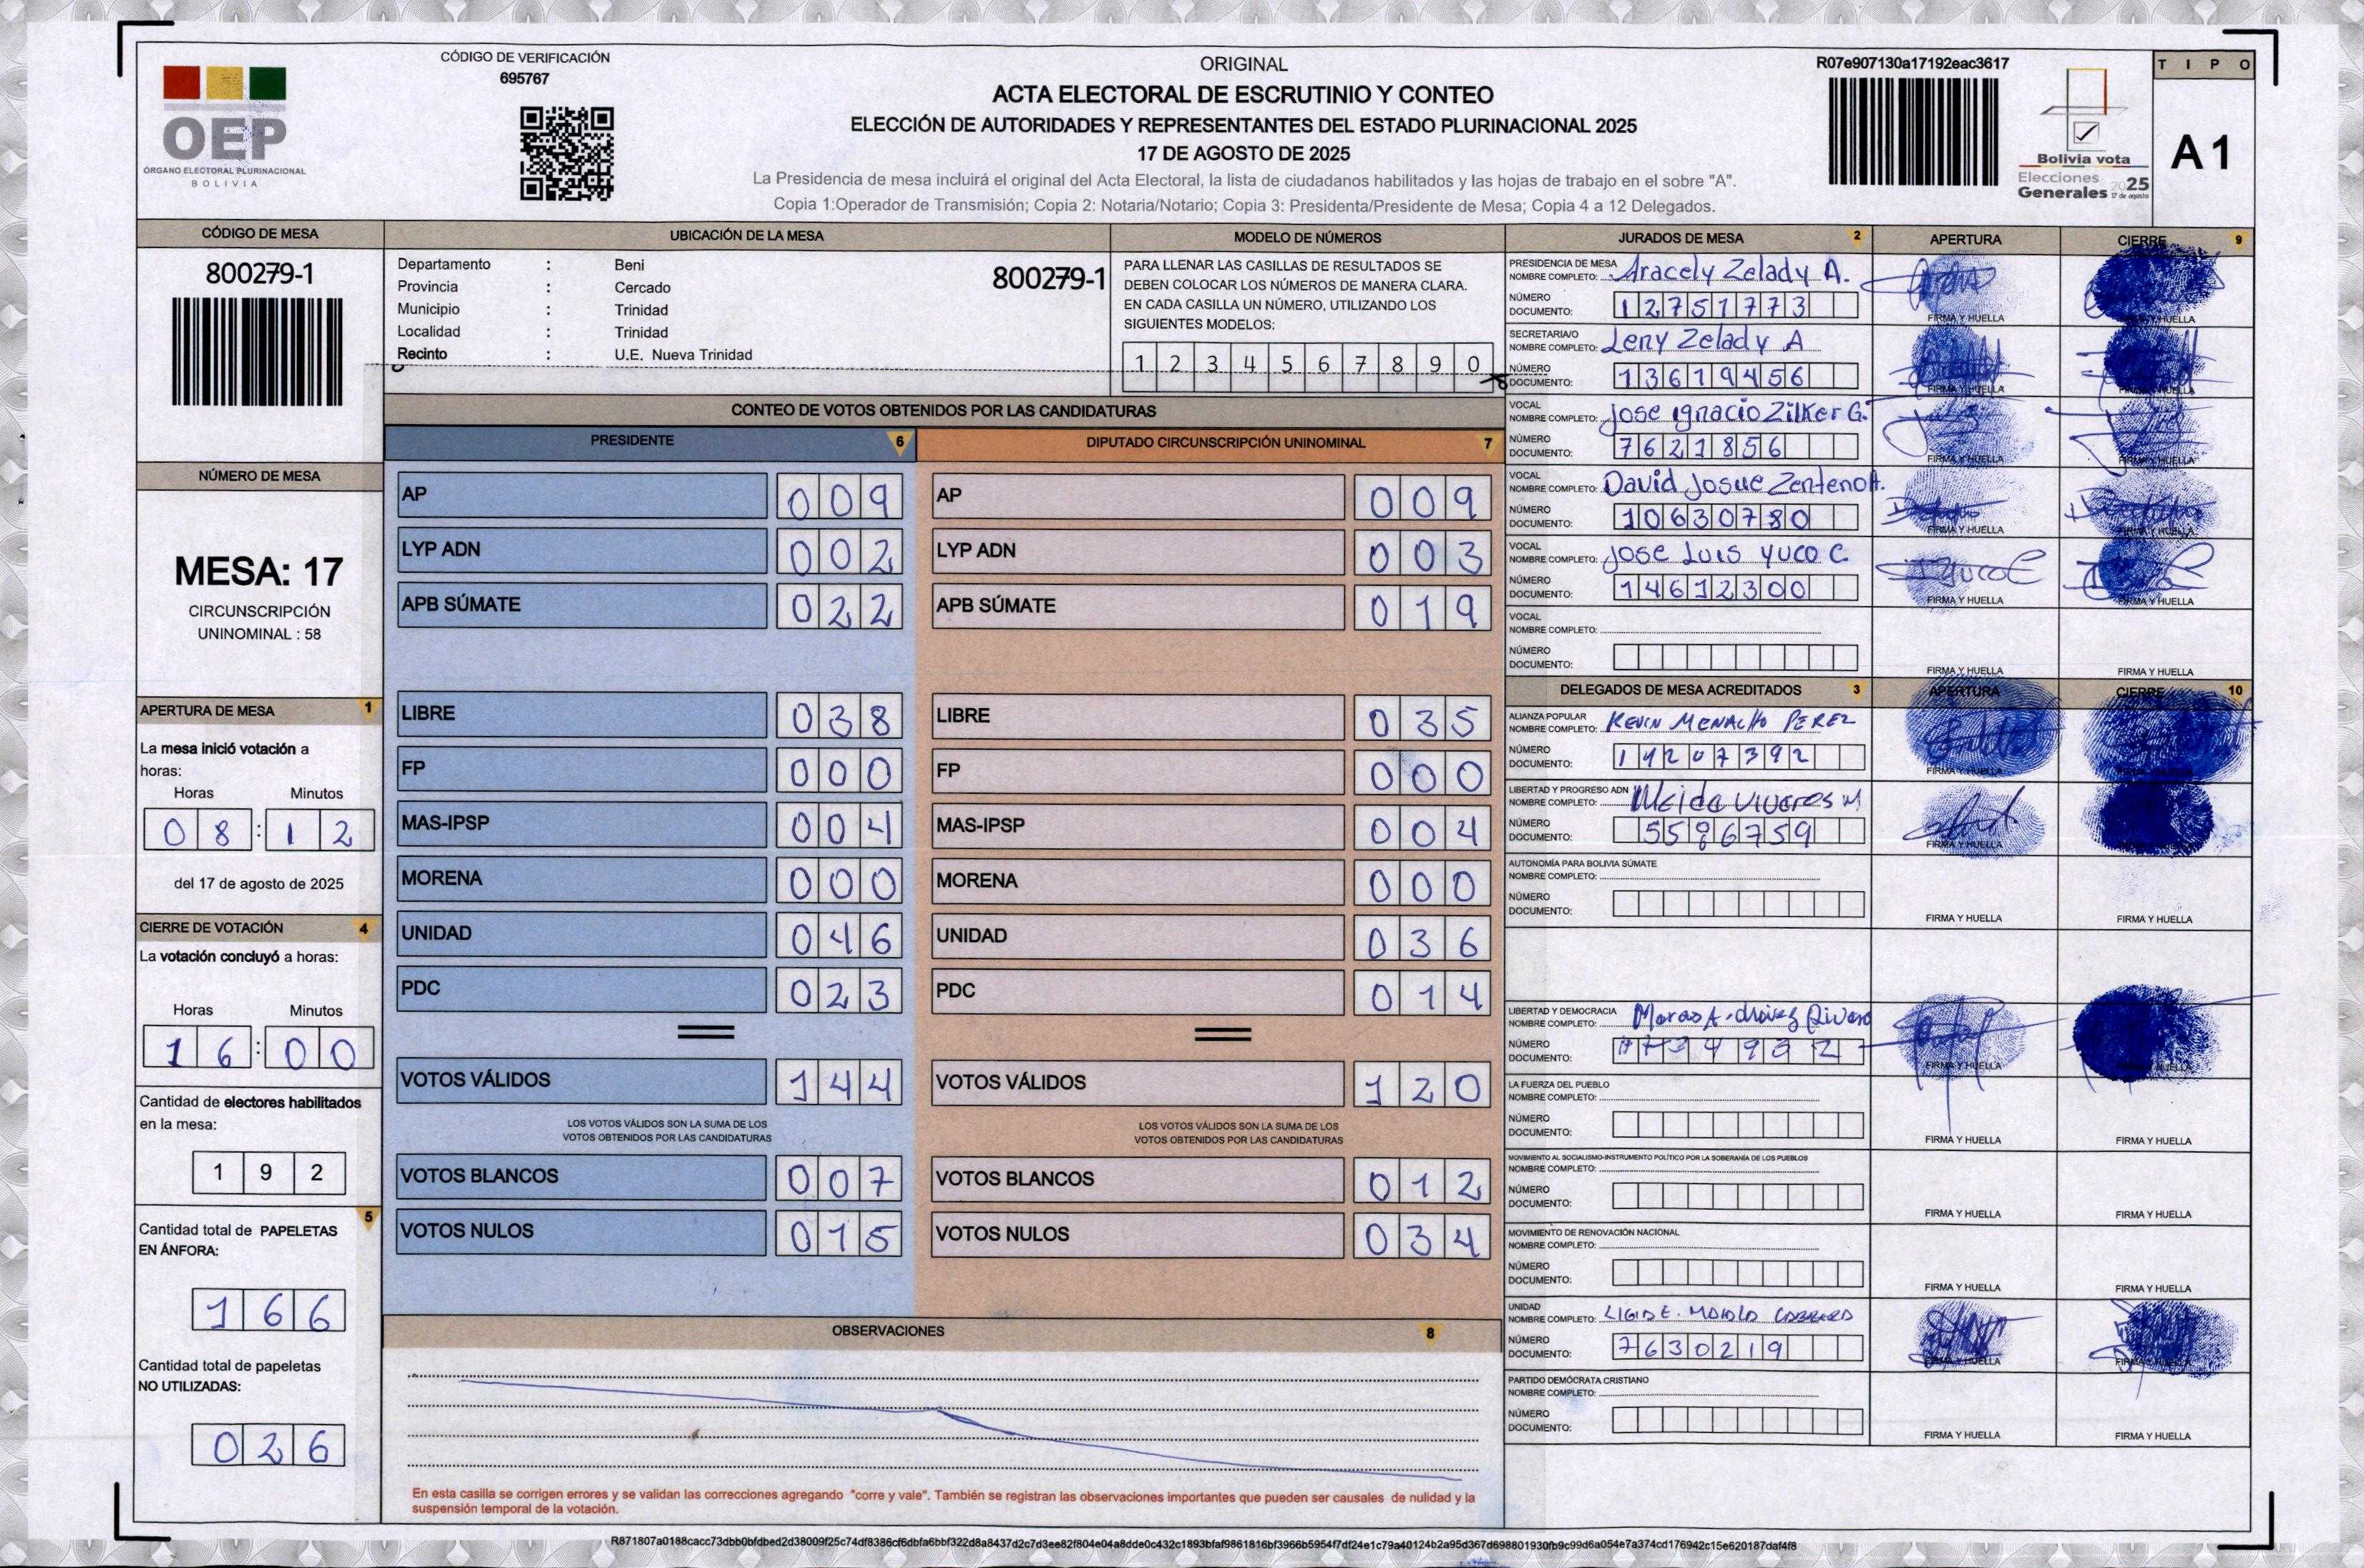 CÓDIGO DE VERIFICACIÓN
695767
OEP
ÓRGANO ELECTORAL PLURINACIONAL
BOLIVIA
ORIGINAL
ACTA ELECTORAL DE ESCRUTINIO Y CONTEO
ELECCIÓN DE AUTORIDADES Y REPRESENTANTES DEL ESTADO PLURINACIONAL 2025
17 DE AGOSTO DE 2025
La Presidencia de mesa incluirá el original del Acta Electoral, la lista de ciudadanos habilitados y las hojas de trabajo en el sobre "A".
Copia 1:Operador de Transmisión; Copia 2: Notaria/Notario; Copia 3: Presidenta/Presidente de Mesa; Copia 4 a 12 Delegados.
R07e907130a17192eac3617
Bolivia vota
Elecciones
Generales 2025
17 de agosto
TIPO
A1
CÓDIGO DE MESA
800279-1
NÚMERO DE MESA
MESA: 17
CIRCUNSCRIPCIÓN
UNINOMINAL : 58
APERTURA DE MESA 1
La mesa inició votación a
horas:
Horas Minutos
08:12
del 17 de agosto de 2025
CIERRE DE VOTACIÓN 4
La votación concluyó a horas:
Horas Minutos
16:00
Cantidad de electores habilitados
en la mesa:
192
5
Cantidad total de PAPELETAS
EN ÁNFORA:
166
Cantidad total de papeletas
NO UTILIZADAS:
026
UBICACIÓN DE LA MESA
Departamento : Beni
800279-1
Provincia : Cercado
Municipio : Trinidad
Localidad : Trinidad
Recinto : U.E. Nueva Trinidad
MODELO DE NÚMEROS
PARA LLENAR LAS CASILLAS DE RESULTADOS SE
DEBEN COLOCAR LOS NÚMEROS DE MANERA CLARA.
EN CADA CASILLA UN NÚMERO, UTILIZANDO LOS
SIGUIENTES MODELOS:
1 2 3 4 5 6 7 8 9 0
CONTEO DE VOTOS OBTENIDOS POR LAS CANDIDATURAS
PRESIDENTE 6
AP 009
LYP ADN 002
APB SÚMATE 022
LIBRE 038
FP 000
MAS-IPSP 004
MORENA 000
UNIDAD 046
PDC 023
VOTOS VÁLIDOS 144
LOS VOTOS VÁLIDOS SON LA SUMA DE LOS
VOTOS OBTENIDOS POR LAS CANDIDATURAS
VOTOS BLANCOS 007
VOTOS NULOS 015
DIPUTADO CIRCUNSCRIPCIÓN UNINOMINAL 7
AP 009
LYP ADN 003
APB SÚMATE 019
LIBRE 035
FP 000
MAS-IPSP 004
MORENA 000
UNIDAD 036
PDC 014
VOTOS VÁLIDOS 120
LOS VOTOS VÁLIDOS SON LA SUMA DE LOS
VOTOS OBTENIDOS POR LAS CANDIDATURAS
VOTOS BLANCOS 012
VOTOS NULOS 034
OBSERVACIONES 8
En esta casilla se corrigen errores y se validan las correcciones agregando "corre y vale". También se registran las observaciones importantes que pueden ser causales de nulidad y la
suspensión temporal de la votación.
JURADOS DE MESA 2 APERTURA CIERRE 9
PRESIDENCIA DE MESA
NOMBRE COMPLETO: Aracely Zelady A.
NÚMERO
DOCUMENTO: 12751773
FIRMA Y HUELLA FIRMA Y HUELLA
SECRETARIA/O
NOMBRE COMPLETO: Leny Zelady A
NÚMERO
DOCUMENTO: 13619456
FIRMA Y HUELLA FIRMA Y HUELLA
VOCAL
NOMBRE COMPLETO: Jose Ignacio Zilker G.
NÚMERO
DOCUMENTO: 7621856
FIRMA Y HUELLA FIRMA Y HUELLA
VOCAL
NOMBRE COMPLETO: David Josue Zenteno A.
NÚMERO
DOCUMENTO: 10630780
FIRMA Y HUELLA FIRMA Y HUELLA
VOCAL
NOMBRE COMPLETO: Jose Luis Yuco C.
NÚMERO
DOCUMENTO: 14612300
FIRMA Y HUELLA FIRMA Y HUELLA
VOCAL
NOMBRE COMPLETO:
NÚMERO
DOCUMENTO:
FIRMA Y HUELLA FIRMA Y HUELLA
DELEGADOS DE MESA ACREDITADOS 3 APERTURA CIERRE 10
ALIANZA POPULAR
NOMBRE COMPLETO: KEVIN MENACHO PEREZ
NÚMERO
DOCUMENTO: 14207392
FIRMA Y HUELLA
LIBERTAD Y PROGRESO ADN
NOMBRE COMPLETO: Viveros M
NÚMERO
DOCUMENTO: 5596759
FIRMA Y HUELLA
AUTONOMÍA PARA BOLIVIA SÚMATE
NOMBRE COMPLETO:
NÚMERO
DOCUMENTO:
FIRMA Y HUELLA FIRMA Y HUELLA
LIBERTAD Y DEMOCRACIA
NOMBRE COMPLETO:
NÚMERO
DOCUMENTO:
FIRMA Y HUELLA FIRMA Y HUELLA
LA FUERZA DEL PUEBLO
NOMBRE COMPLETO:
NÚMERO
DOCUMENTO:
FIRMA Y HUELLA FIRMA Y HUELLA
MOVIMIENTO AL SOCIALISMO-INSTRUMENTO POLÍTICO POR LA SOBERANÍA DE LOS PUEBLOS
NOMBRE COMPLETO:
NÚMERO
DOCUMENTO:
FIRMA Y HUELLA FIRMA Y HUELLA
MOVIMIENTO DE RENOVACIÓN NACIONAL
NOMBRE COMPLETO:
NÚMERO
DOCUMENTO:
FIRMA Y HUELLA FIRMA Y HUELLA
UNIDAD
NOMBRE COMPLETO: LIGIA E.
NÚMERO
DOCUMENTO: 7630219
FIRMA Y HUELLA FIRMA Y HUELLA
PARTIDO DEMÓCRATA CRISTIANO
NOMBRE COMPLETO:
NÚMERO
DOCUMENTO:
FIRMA Y HUELLA FIRMA Y HUELLA